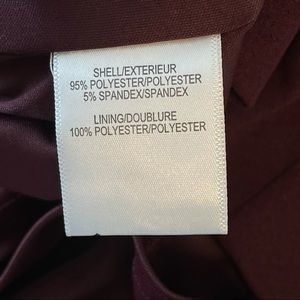 SHELL/EXTERIEUR
95% POLYESTER/POLYESTER
5% SPANDEX/SPANDEX
LINING/DOUBLURE
100% POLYESTER/POLYESTER